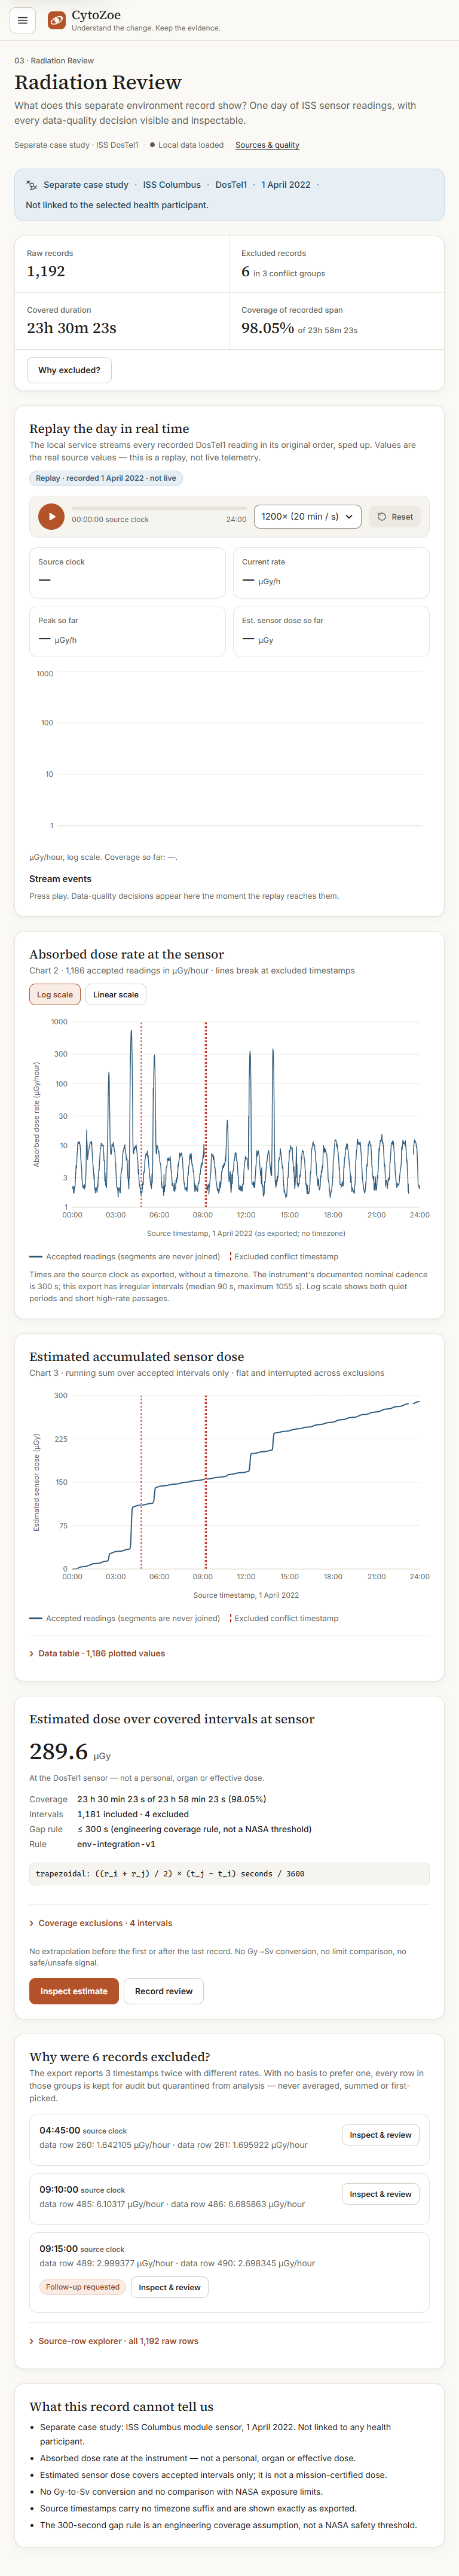 CytoZoe
Understand the change. Keep the evidence.
03 · Radiation Review
Radiation Review
What does this separate environment record show? One day of ISS sensor readings, with
every data-quality decision visible and inspectable.
Separate case study · ISS DosTel1 · Local data loaded · Sources & quality
Separate case study · ISS Columbus · DosTel1 · 1 April 2022 ·
Not linked to the selected health participant.
Raw records
1,192
Excluded records
6 in 3 conflict groups
Covered duration
23h 30m 23s
Coverage of recorded span
98.05% of 23h 58m 23s
Why excluded?
Replay the day in real time
The local service streams every recorded DosTel1 reading in its original order, sped up. Values are
the real source values — this is a replay, not live telemetry.
Replay · recorded 1 April 2022 · not live
00:00:00 source clock
24:00
1200× (20 min / s)
Reset
Source clock
—
Current rate
— μGy/h
Peak so far
— μGy/h
Est. sensor dose so far
— μGy
1000
100
10
1
μGy/hour, log scale. Coverage so far: —.
Stream events
Press play. Data-quality decisions appear here the moment the replay reaches them.
Absorbed dose rate at the sensor
Chart 2 · 1,186 accepted readings in μGy/hour · lines break at excluded timestamps
Log scale
Linear scale
Absorbed dose rate (μGy/hour)
1000
300
100
30
10
3
1
00:00 03:00 06:00 09:00 12:00 15:00 18:00 21:00 24:00
Source timestamp, 1 April 2022 (as exported; no timezone)
Accepted readings (segments are never joined)
Excluded conflict timestamp
Times are the source clock as exported, without a timezone. The instrument's documented nominal cadence
is 300 s; this export has irregular intervals (median 90 s, maximum 1055 s). Log scale shows both quiet
periods and short high-rate passages.
Estimated accumulated sensor dose
Chart 3 · running sum over accepted intervals only · flat and interrupted across exclusions
Estimated sensor dose (μGy)
300
225
150
75
0
00:00 03:00 06:00 09:00 12:00 15:00 18:00 21:00 24:00
Source timestamp, 1 April 2022
Accepted readings (segments are never joined)
Excluded conflict timestamp
Data table · 1,186 plotted values
Estimated dose over covered intervals at sensor
289.6 μGy
At the DosTel1 sensor — not a personal, organ or effective dose.
Coverage 23 h 30 min 23 s of 23 h 58 min 23 s (98.05%)
Intervals 1,181 included · 4 excluded
Gap rule ≤ 300 s (engineering coverage rule, not a NASA threshold)
Rule env-integration-v1
trapezoidal: ((r_i + r_j) / 2) × (t_j − t_i) seconds / 3600
Coverage exclusions · 4 intervals
No extrapolation before the first or after the last record. No Gy→Sv conversion, no limit comparison, no
safe/unsafe signal.
Inspect estimate
Record review
Why were 6 records excluded?
The export reports 3 timestamps twice with different rates. With no basis to prefer one, every row in
those groups is kept for audit but quarantined from analysis — never averaged, summed or first-
picked.
04:45:00 source clock
data row 260: 1.642105 μGy/hour · data row 261: 1.695922 μGy/hour
Inspect & review
09:10:00 source clock
data row 485: 6.10317 μGy/hour · data row 486: 6.685863 μGy/hour
Inspect & review
09:15:00 source clock
data row 489: 2.999377 μGy/hour · data row 490: 2.698345 μGy/hour
Follow-up requested
Inspect & review
Source-row explorer · all 1,192 raw rows
What this record cannot tell us
• Separate case study: ISS Columbus module sensor, 1 April 2022. Not linked to any health
participant.
• Absorbed dose rate at the instrument — not a personal, organ or effective dose.
• Estimated sensor dose covers accepted intervals only; it is not a mission-certified dose.
• No Gy-to-Sv conversion and no comparison with NASA exposure limits.
• Source timestamps carry no timezone suffix and are shown exactly as exported.
• The 300-second gap rule is an engineering coverage assumption, not a NASA safety threshold.